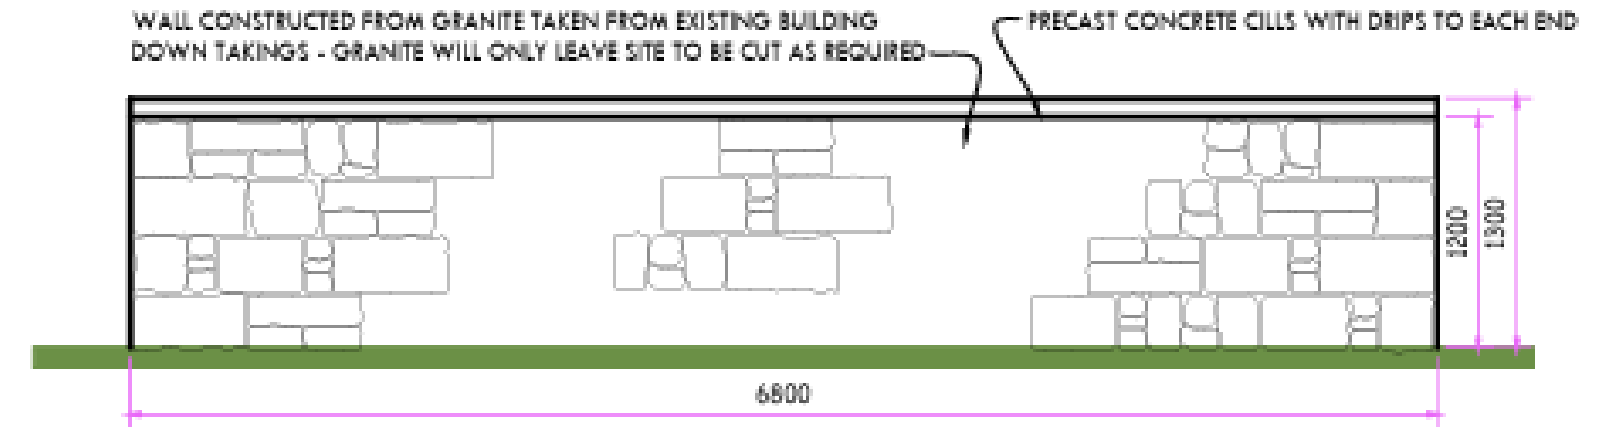 WALL CONSTRUCTED FROM GRANITE TAKEN FROM EXISTING BUILDING
DOWN TAKINGS - GRANITE WILL ONLY LEAVE SITE TO BE CUT AS REQUIRED
PRECAST CONCRETE CILLS WITH DRIPS TO EACH END
1200
1300
6800